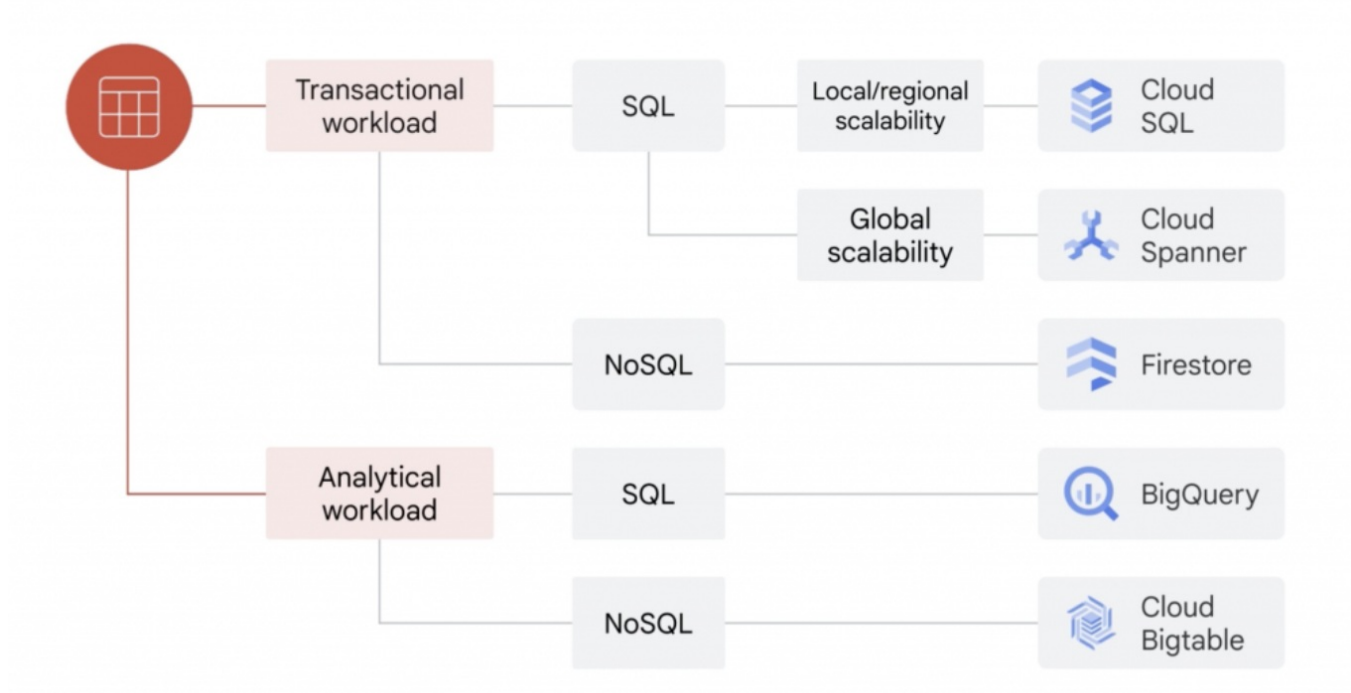 Transactional
workload
SQL
Local/regional
scalability
Cloud
SQL
Global
scalability
Cloud
Spanner
NoSQL
Firestore
Analytical
workload
SQL
BigQuery
NoSQL
Cloud
Bigtable